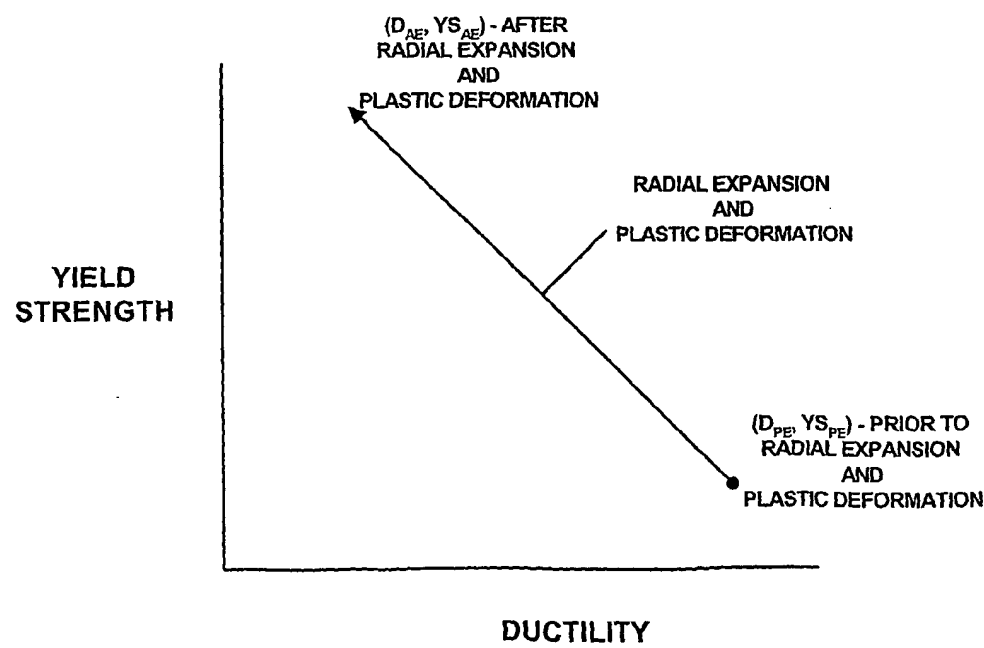 (D_AE, YS_AE) - AFTER
RADIAL EXPANSION
AND
PLASTIC DEFORMATION
RADIAL EXPANSION
AND
PLASTIC DEFORMATION
YIELD
STRENGTH
(D_PE, YS_PE) - PRIOR TO
RADIAL EXPANSION
AND
PLASTIC DEFORMATION
DUCTILITY